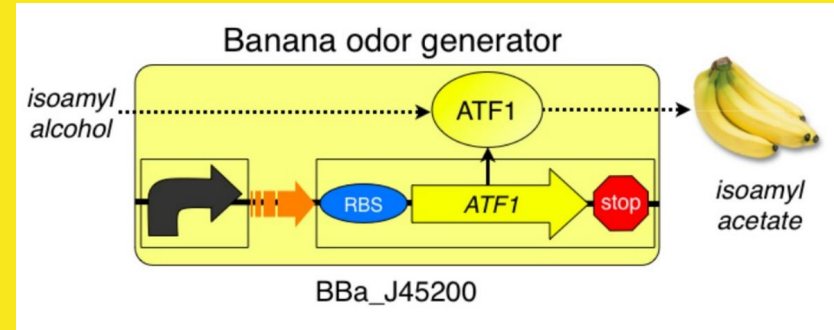 Banana odor generator
isoamyl
alcohol
ATF1
RBS
ATF1
stop
isoamyl
acetate
BBa_J45200